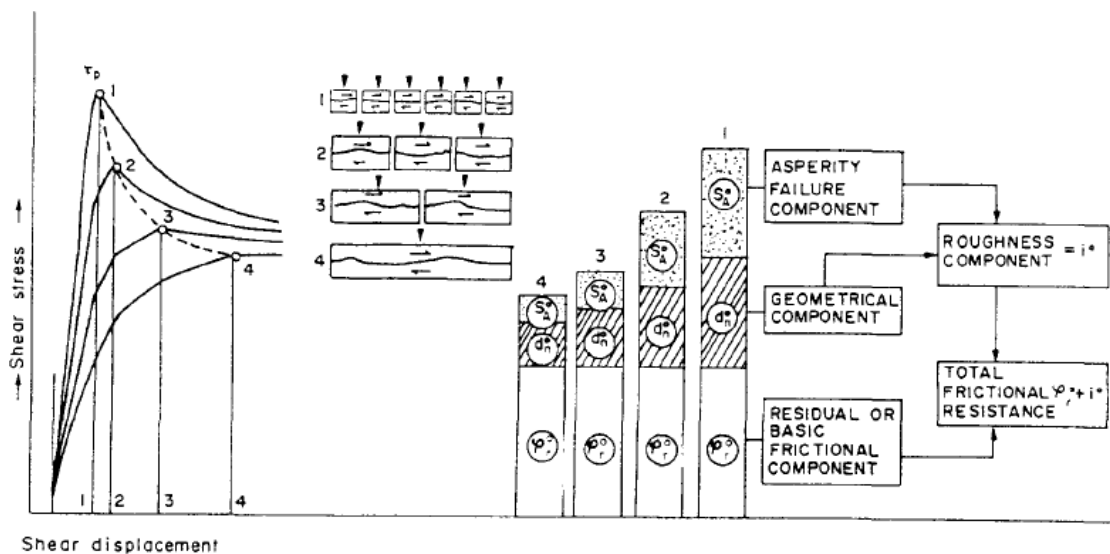 τp
1
2
3
4
Shear stress
1 2 3 4
Shear displacement
1
2
3
4
4
S°A
d°n
φ°r
3
S°A
d°n
φ°r
2
S°A
d°n
φ°r
1
S°A
d°n
φ°r
ASPERITY
FAILURE
COMPONENT
GEOMETRICAL
COMPONENT
RESIDUAL OR
BASIC
FRICTIONAL
COMPONENT
ROUGHNESS
COMPONENT = i°
TOTAL
FRICTIONAL φ°r + i°
RESISTANCE